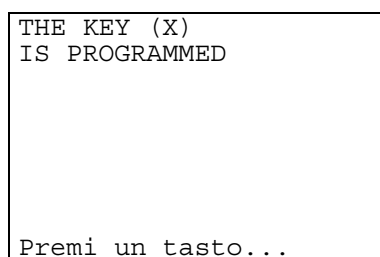 THE KEY (X)
IS PROGRAMMED
Premi un tasto...